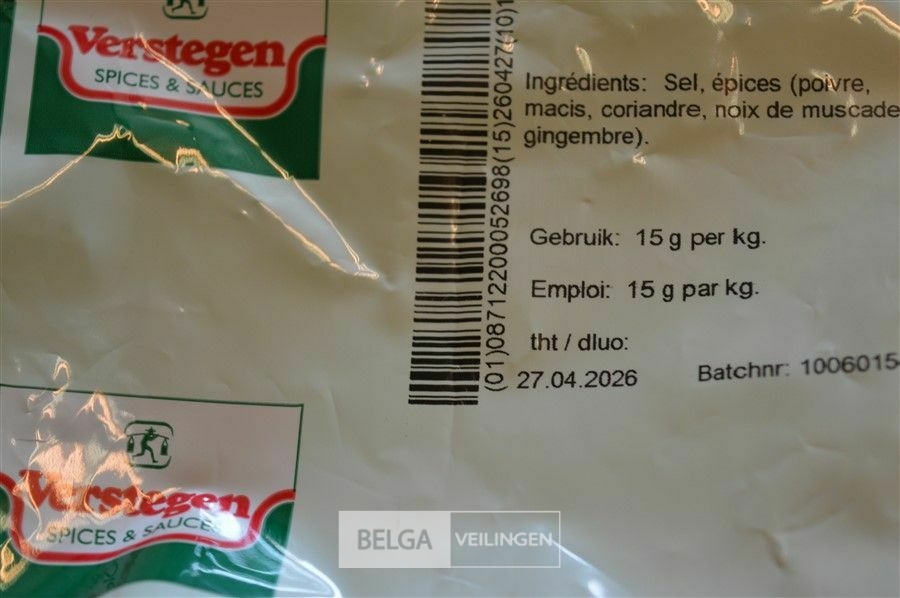 Verstegen
SPICES & SAUCES
(01)08712200052698(15)260427(10)1
Ingrédients: Sel, épices (poivre,
macis, coriandre, noix de muscade
gingembre).
Gebruik: 15 g per kg.
Emploi: 15 g par kg.
tht / dluo:
27.04.2026
Batchnr: 1006015
Verstegen
SPICES & SAUCES
BELGA VEILINGEN